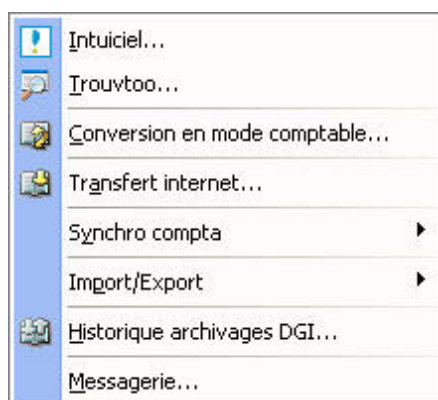 Intuiciel...
Trouvtoo...
Conversion en mode comptable...
Transfert internet...
Synchro compta
Import/Export
Historique archivages DGI...
Messagerie...